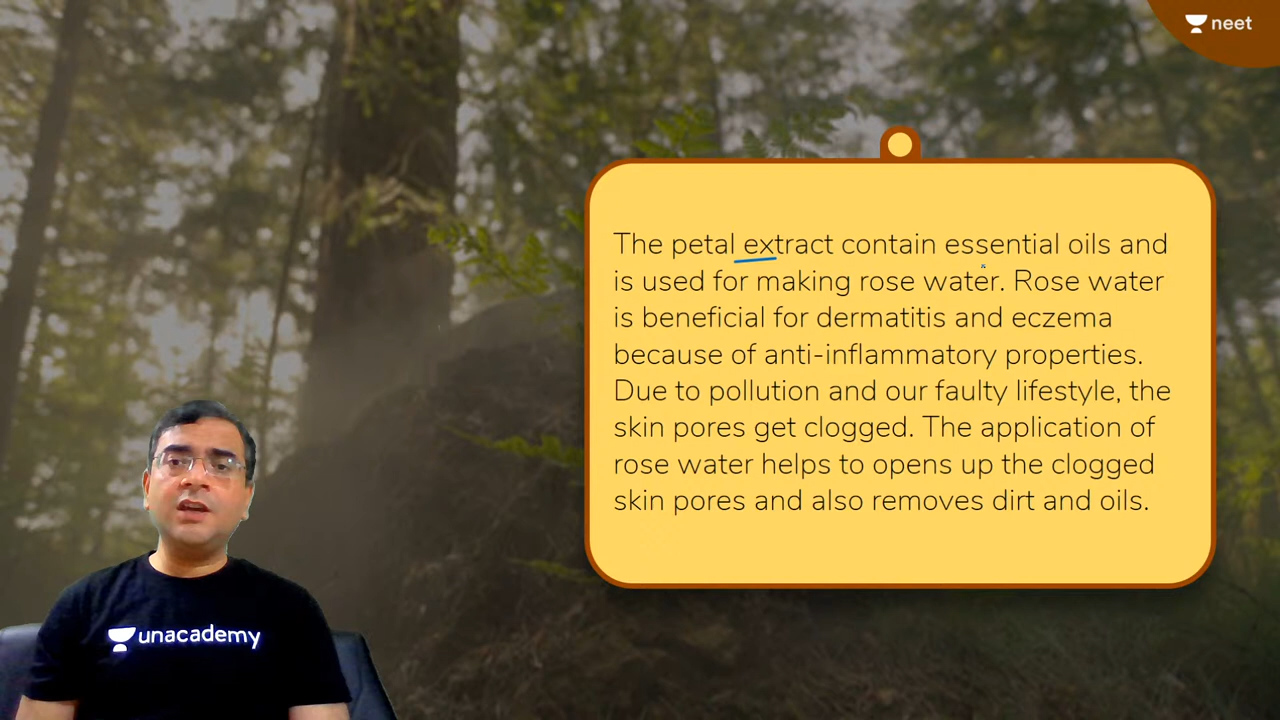 neet
The petal extract contain essential oils and
is used for making rose water. Rose water
is beneficial for dermatitis and eczema
because of anti-inflammatory properties.
Due to pollution and our faulty lifestyle, the
skin pores get clogged. The application of
rose water helps to opens up the clogged
skin pores and also removes dirt and oils.
unacademy